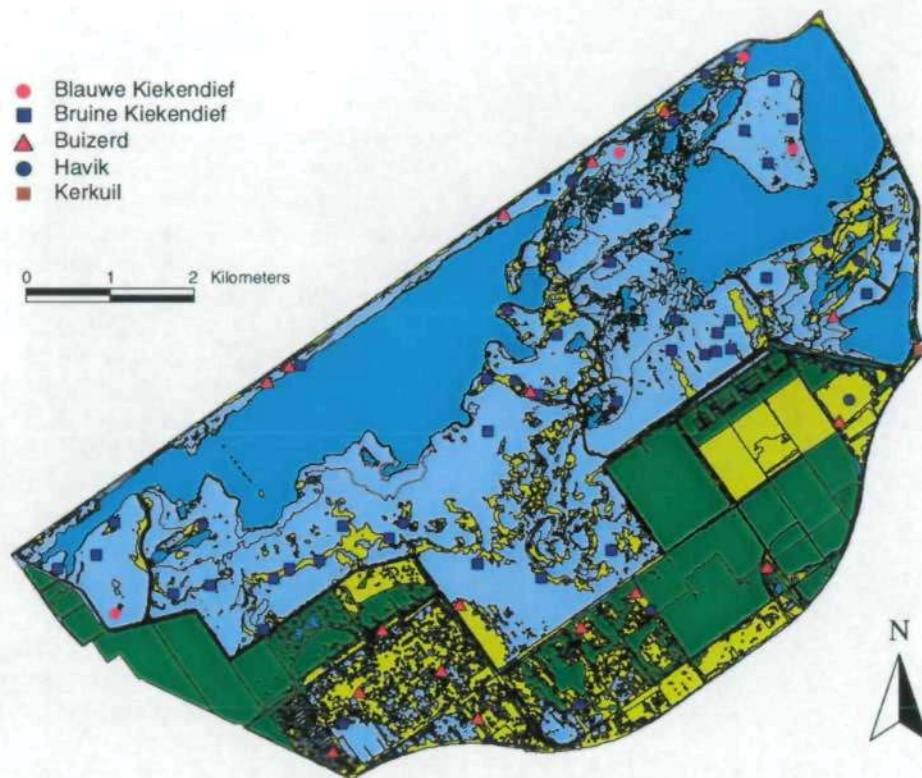 Blauwe Kiekendief
Bruine Kiekendief
Buizerd
Havik
Kerkuil
0 1 2 Kilometers
N